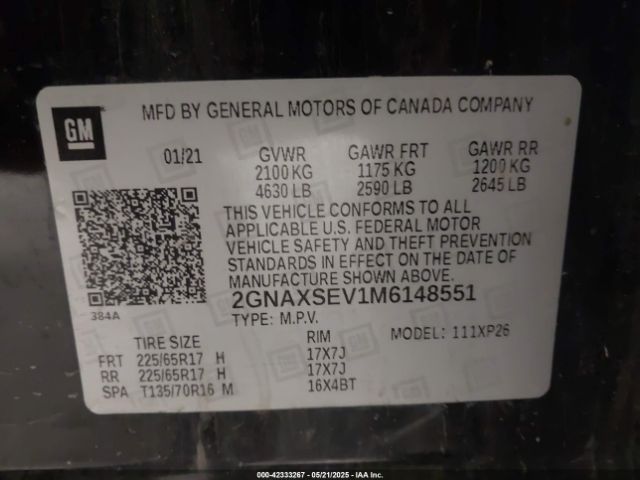 GM
MFD BY GENERAL MOTORS OF CANADA COMPANY
01/21 GVWR GAWR FRT GAWR RR
2100 KG 1175 KG 1200 KG
4630 LB 2590 LB 2645 LB
THIS VEHICLE CONFORMS TO ALL
APPLICABLE U.S. FEDERAL MOTOR
VEHICLE SAFETY AND THEFT PREVENTION
STANDARDS IN EFFECT ON THE DATE OF
MANUFACTURE SHOWN ABOVE.
384A 2GNAXSEV1M6148551
TYPE: M.P.V. MODEL: 111XP26
TIRE SIZE RIM
FRT 225/65R17 H 17X7J
RR 225/65R17 H 17X7J
SPA T135/70R16 M 16X4BT
000-42333267 - 05/21/2025 - IAA Inc.